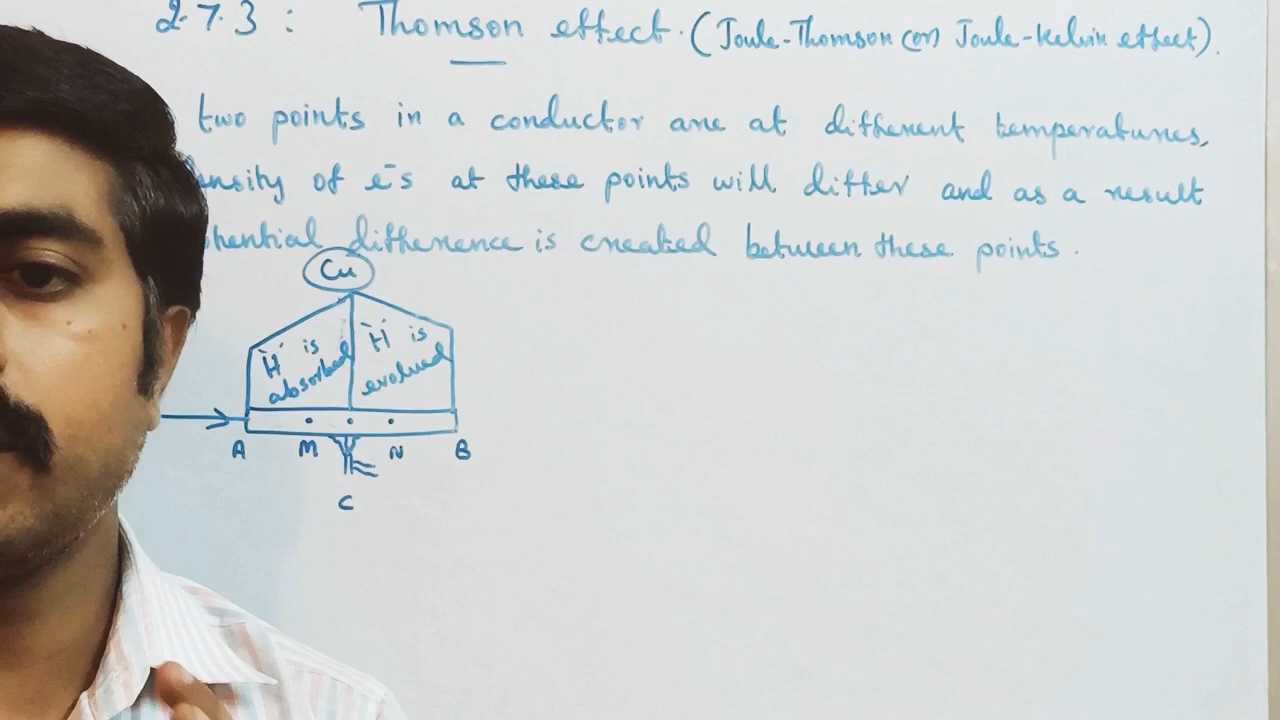 2.7.3 : Thomson effect. (Joule-Thomson (or) Joule-Kelvin effect).
two points in a conductor are at different temperatures,
density of e⁻s at these points will differ and as a result
potential difference is created between these points.
Cu
'H' is absorbed
'H' is evolved
A M N B
C